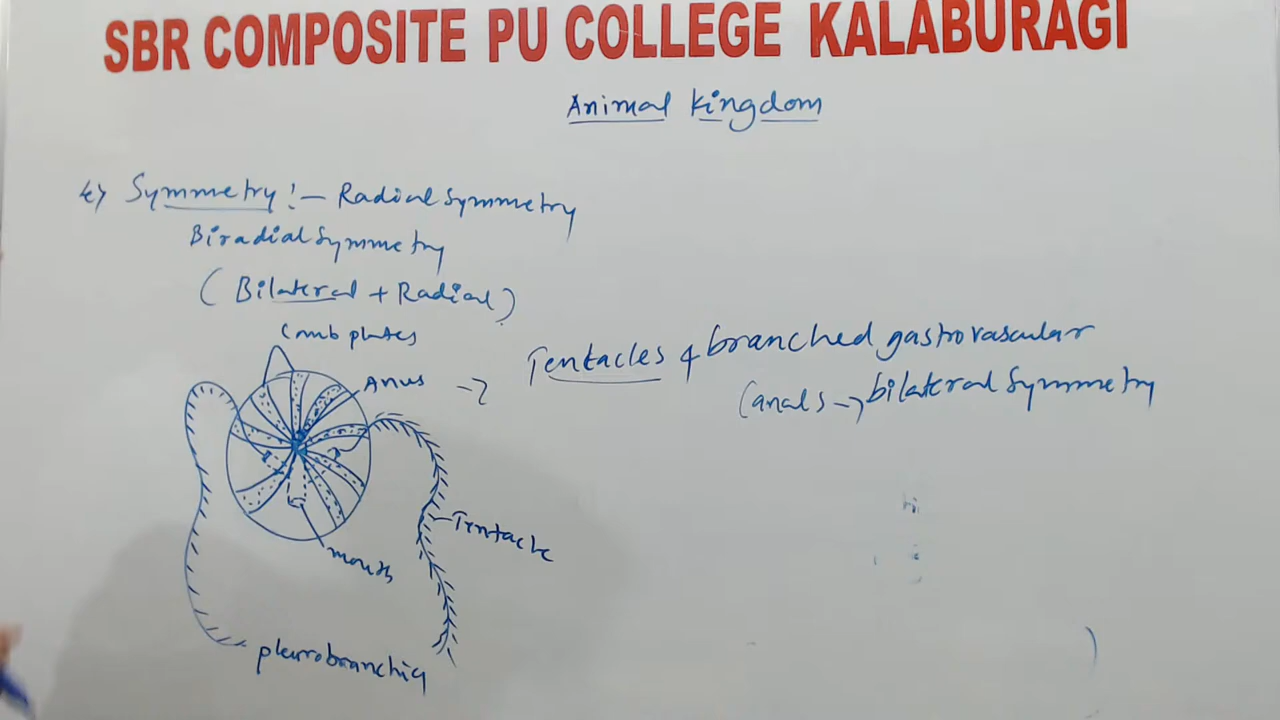 SBR COMPOSITE PU COLLEGE KALABURAGI
Animal Kingdom
Symmetry:- Radial Symmetry
Biradial Symmetry
(Bilateral + Radial)
Comb plates
Anus →
Tentacles & branched gastrovascular
Canals → bilateral Symmetry
Tentacle
mouth
pleurobranchia